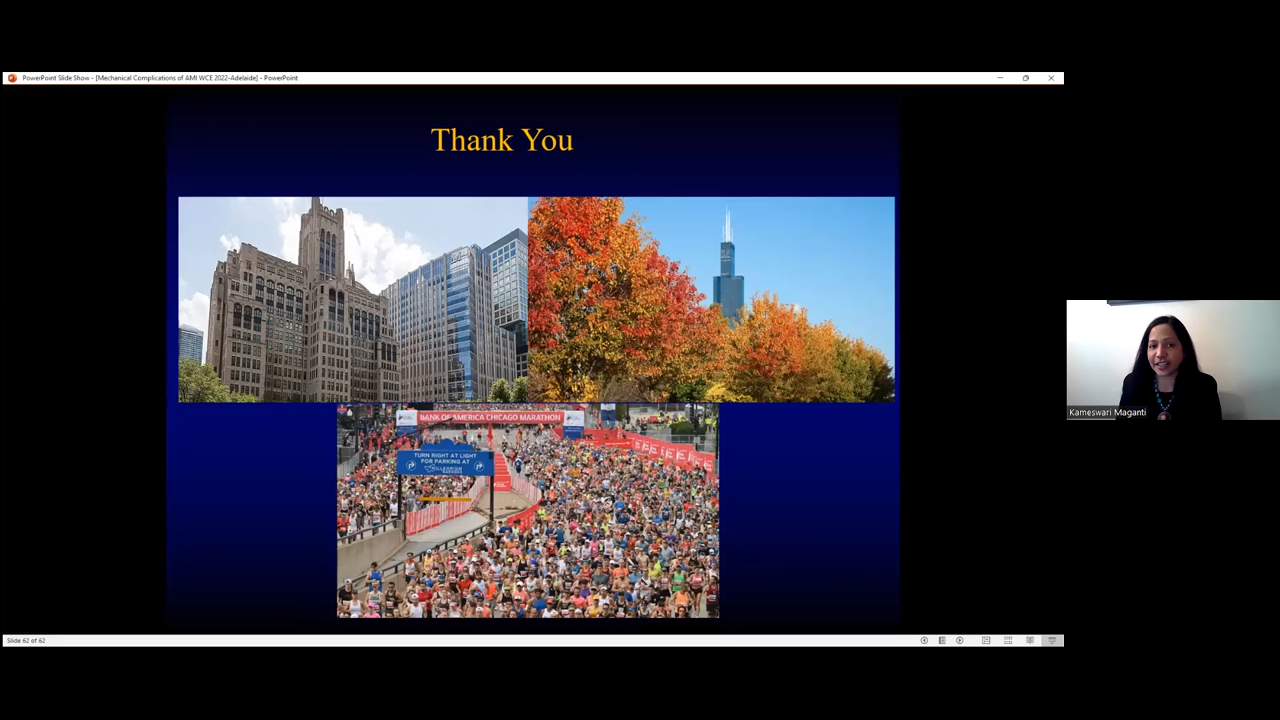 PowerPoint Slide Show - [Mechanical Complications of AMI WCE 2022-Adelaide] - PowerPoint
Thank You
BANK OF AMERICA CHICAGO MARATHON
TURN RIGHT AT LIGHT
FOR PARKING AT
Kameswari Maganti
Slide 62 of 62